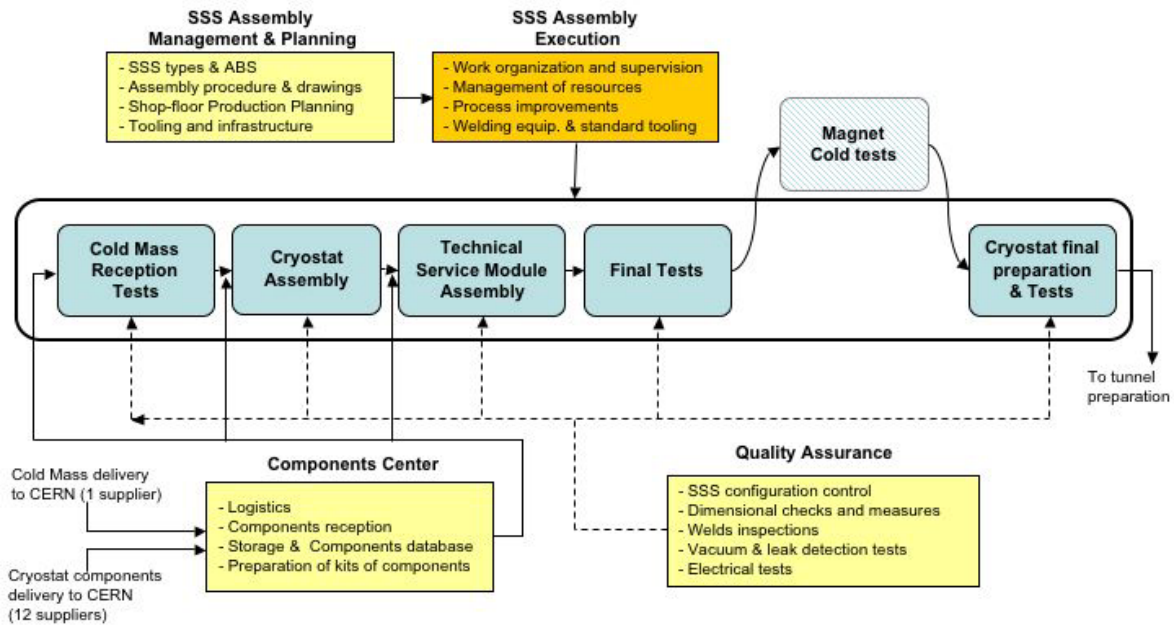 SSS Assembly
Management & Planning
- SSS types & ABS
- Assembly procedure & drawings
- Shop-floor Production Planning
- Tooling and infrastructure
SSS Assembly
Execution
- Work organization and supervision
- Management of resources
- Process improvements
- Welding equip. & standard tooling
Magnet
Cold tests
Cold Mass
Reception
Tests
Cryostat
Assembly
Technical
Service Module
Assembly
Final Tests
Cryostat final
preparation
& Tests
To tunnel
preparation
Cold Mass delivery
to CERN (1 supplier)
Cryostat components
delivery to CERN
(12 suppliers)
Components Center
- Logistics
- Components reception
- Storage & Components database
- Preparation of kits of components
Quality Assurance
- SSS configuration control
- Dimensional checks and measures
- Welds inspections
- Vacuum & leak detection tests
- Electrical tests